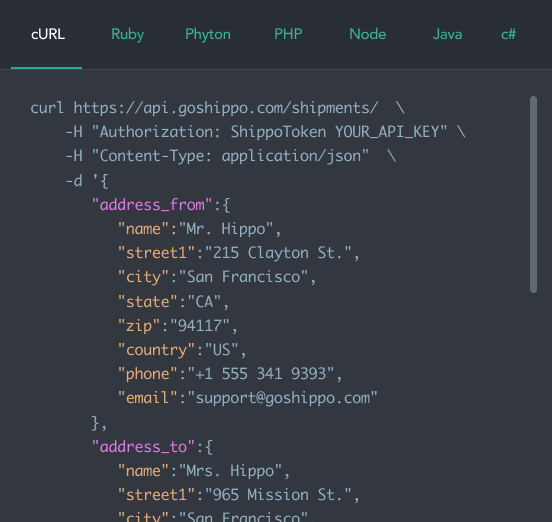 cURL Ruby Phyton PHP Node Java c#
curl https://api.goshippo.com/shipments/  \
    -H "Authorization: ShippoToken YOUR_API_KEY" \
    -H "Content-Type: application/json"  \
    -d '{
       "address_from":{
          "name":"Mr. Hippo",
          "street1":"215 Clayton St.",
          "city":"San Francisco",
          "state":"CA",
          "zip":"94117",
          "country":"US",
          "phone":"+1 555 341 9393",
          "email":"support@goshippo.com"
       },
       "address_to":{
          "name":"Mrs. Hippo",
          "street1":"965 Mission St.",
          "city":"San Francisco"